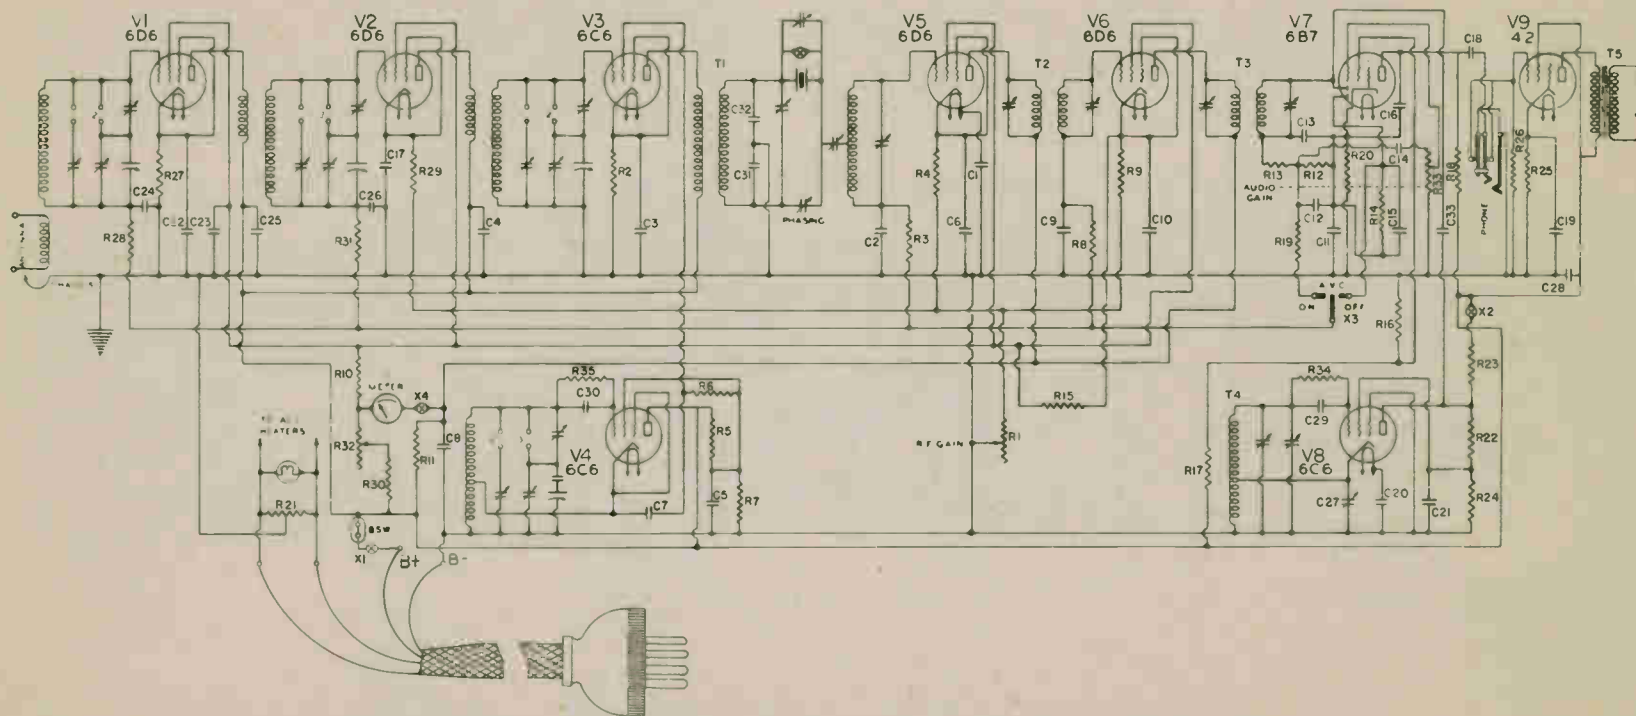 V1
6D6
V2
6D6
V3
6C6
V5
6D6
V6
6D6
V7
6B7
V9
42
T1
T2
T3
T5
C18
C32
C31
C16
C13
C14
R13
R12
R20
R33
R18
R26
R25
AUDIO
GAIN
PHONE
C24
R27
C17
R29
R2
R4
C1
R9
C26
C22
C23
C25
R28
R31
C4
C3
PHASING
C2
R3
C6
C9
R8
C10
C12
R19
C11
R14
C15
C33
C19
C28
ANTENNA
AVC
ON
OFF
X3
X2
R16
R10
METER
X4
R35
C30
R6
R15
R34
T4
C29
R23
HEATERS
R32
R11
C8
V4
6C6
R5
RF GAIN
R1
R17
V8
6C6
R22
R21
R30
C7
C5
R7
C27
C20
C21
R24
BSW
X1
B+
B-